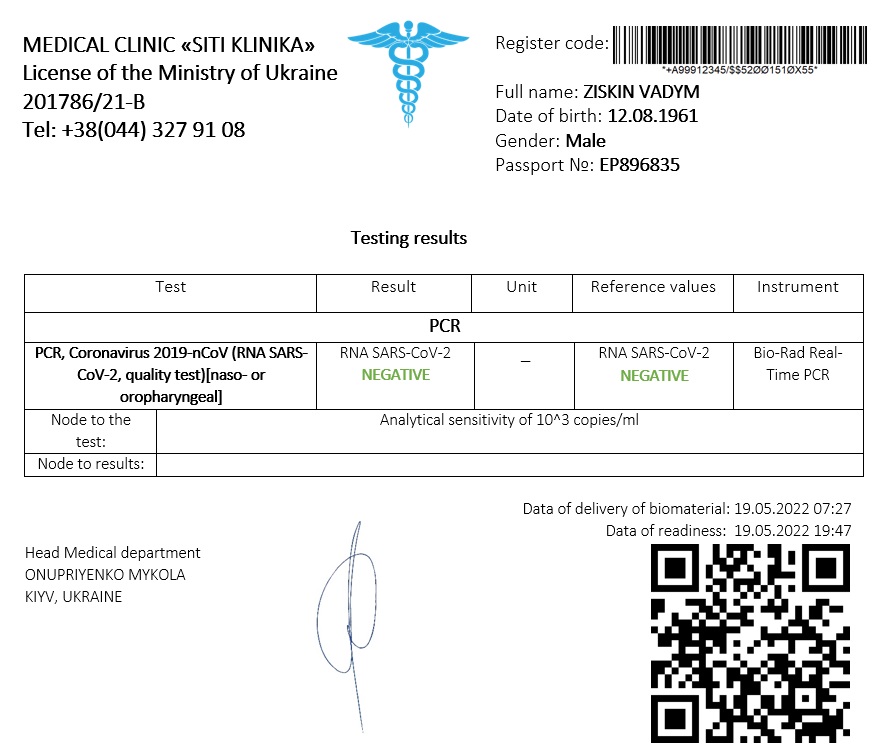 MEDICAL CLINIC «SITI KLINIKA»
License of the Ministry of Ukraine
201786/21-B
Tel: +38(044) 327 91 08
Register code:
*+A99912345/$$52ØØ151ØX55*
Full name: ZISKIN VADYM
Date of birth: 12.08.1961
Gender: Male
Passport №: EP896835
Testing results
Test Result Unit Reference values Instrument
PCR
PCR, Coronavirus 2019-nCoV (RNA SARS-
CoV-2, quality test)[naso- or
oropharyngeal]
RNA SARS-CoV-2
NEGATIVE
–
RNA SARS-CoV-2
NEGATIVE
Bio-Rad Real-
Time PCR
Node to the
test:
Analytical sensitivity of 10^3 copies/ml
Node to results:
Data of delivery of biomaterial: 19.05.2022 07:27
Data of readiness: 19.05.2022 19:47
Head Medical department
ONUPRIYENKO MYKOLA
KIYV, UKRAINE